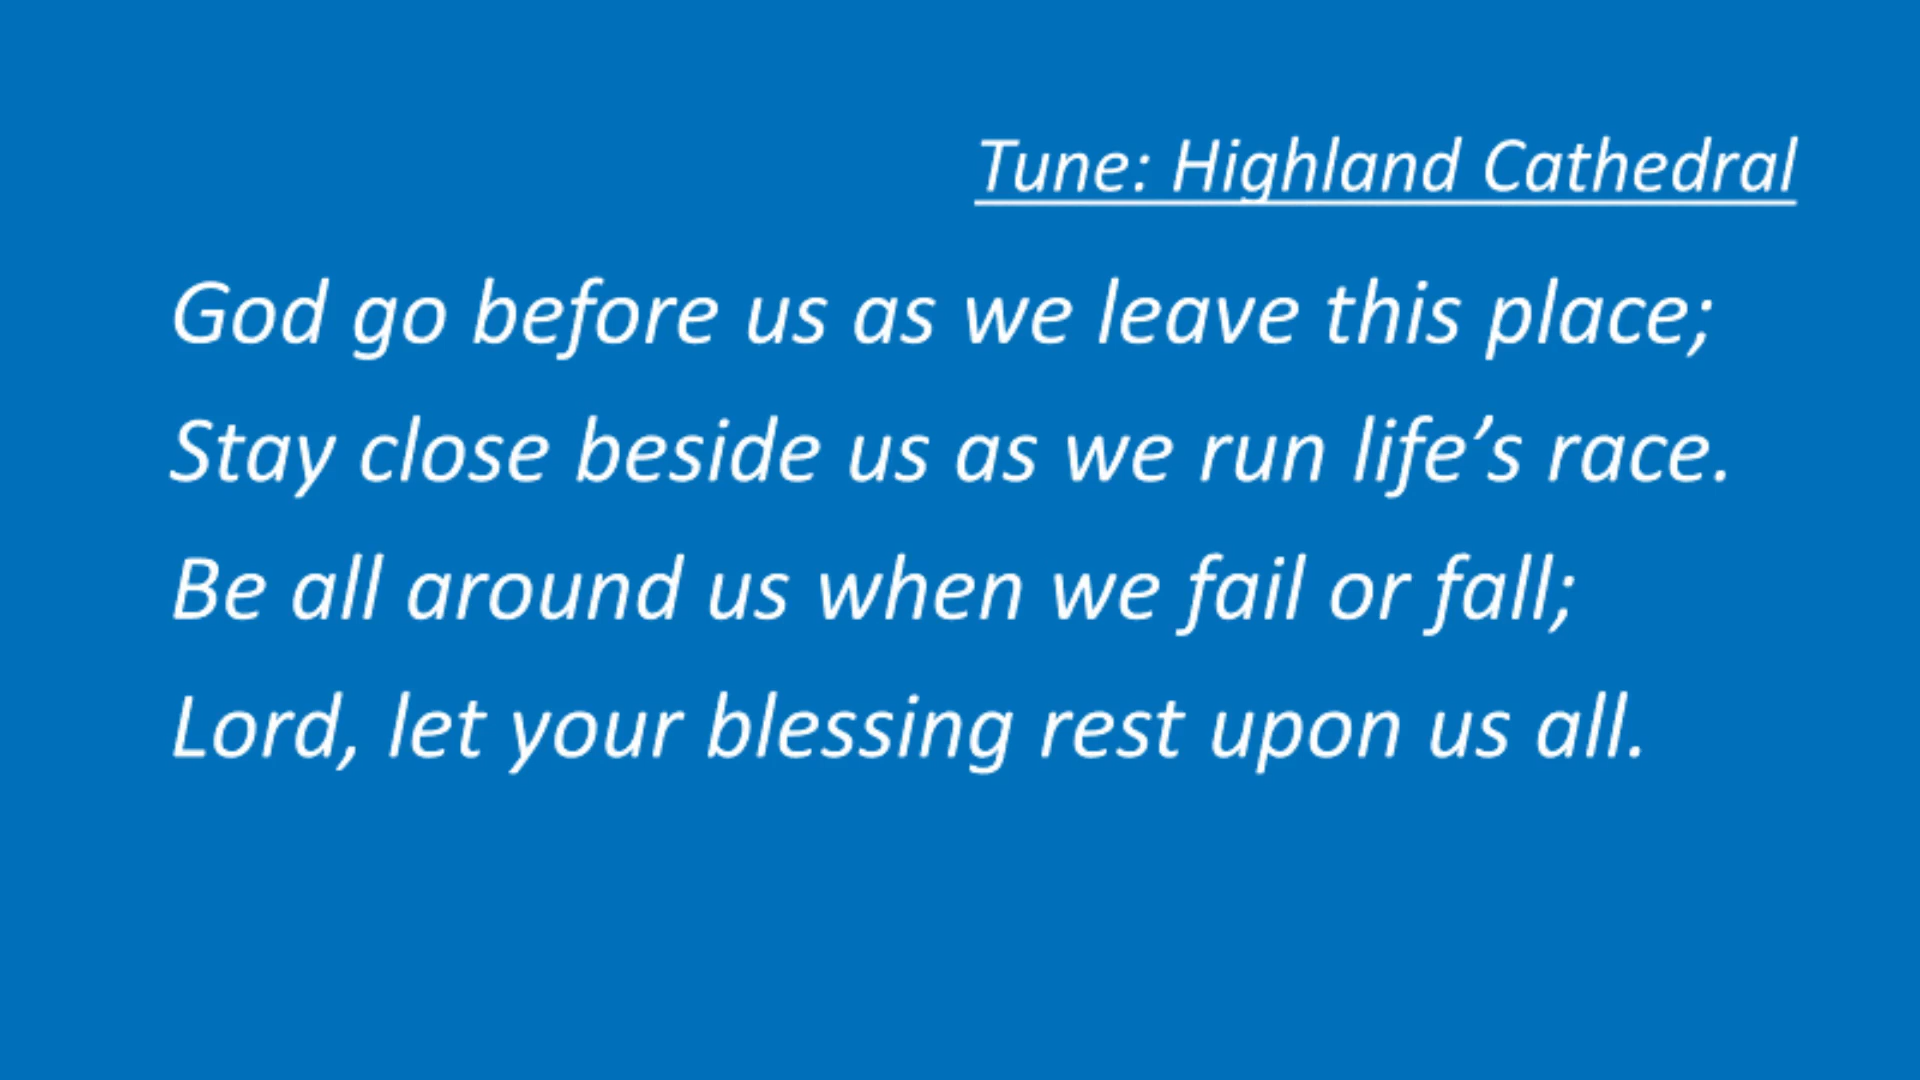 Tune: Highland Cathedral
God go before us as we leave this place;
Stay close beside us as we run life’s race.
Be all around us when we fail or fall;
Lord, let your blessing rest upon us all.